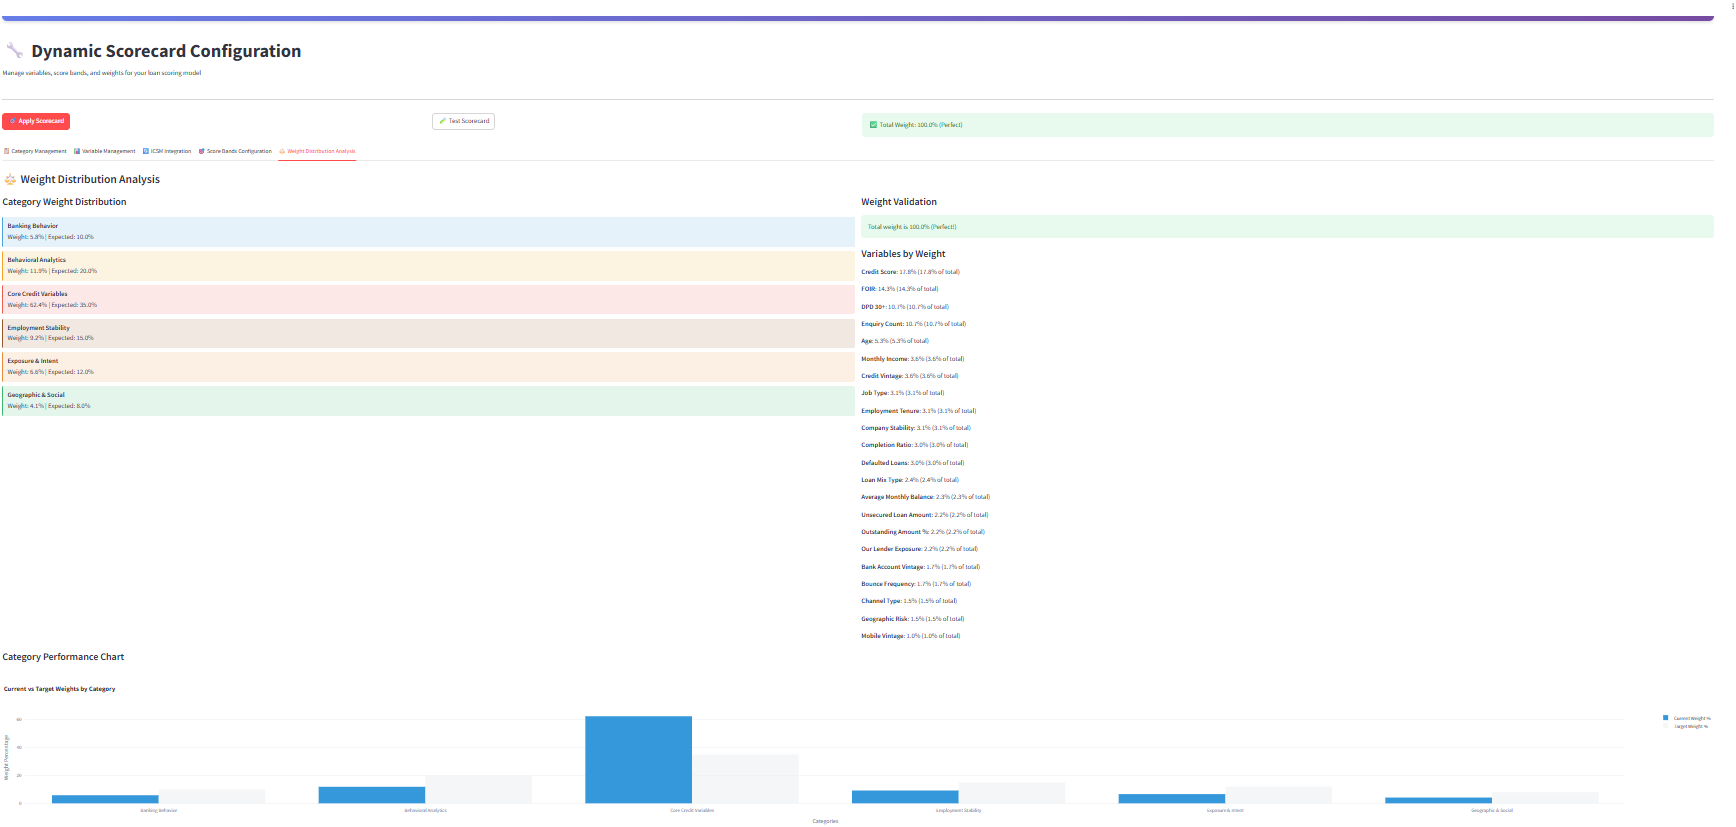 Dynamic Scorecard Configuration
Manage variables, score bands, and weights for your loan scoring model
Apply Scorecard
Test Scorecard
Total Weight: 100.0% (Perfect)
Category Management
Variable Management
ICSM Integration
Score Bands Configuration
Weight Distribution Analysis
Weight Distribution Analysis
Category Weight Distribution
Banking Behavior
Weight: 5.8% | Expected: 10.0%
Behavioral Analytics
Weight: 11.9% | Expected: 20.0%
Core Credit Variables
Weight: 62.4% | Expected: 35.0%
Employment Stability
Weight: 9.2% | Expected: 15.0%
Exposure & Intent
Weight: 6.6% | Expected: 12.0%
Geographic & Social
Weight: 4.1% | Expected: 8.0%
Weight Validation
Total weight is 100.0% (Perfect!)
Variables by Weight
Credit Score: 17.8% (17.8% of total)
FOIR: 14.3% (14.3% of total)
DPD 30+: 10.7% (10.7% of total)
Enquiry Count: 10.7% (10.7% of total)
Age: 5.3% (5.3% of total)
Monthly Income: 3.6% (3.6% of total)
Credit Vintage: 3.6% (3.6% of total)
Job Type: 3.1% (3.1% of total)
Employment Tenure: 3.1% (3.1% of total)
Company Stability: 3.1% (3.1% of total)
Completion Ratio: 3.0% (3.0% of total)
Defaulted Loans: 3.0% (3.0% of total)
Loan Mix Type: 2.4% (2.4% of total)
Average Monthly Balance: 2.3% (2.3% of total)
Unsecured Loan Amount: 2.2% (2.2% of total)
Outstanding Amount %: 2.2% (2.2% of total)
Our Lender Exposure: 2.2% (2.2% of total)
Bank Account Vintage: 1.7% (1.7% of total)
Bounce Frequency: 1.7% (1.7% of total)
Channel Type: 1.5% (1.5% of total)
Geographic Risk: 1.5% (1.5% of total)
Mobile Vintage: 1.0% (1.0% of total)
Category Performance Chart
Current vs Target Weights by Category
Weight Percentage
60
40
20
0
Banking Behavior
Behavioral Analytics
Core Credit Variables
Employment Stability
Exposure & Intent
Geographic & Social
Categories
Current Weight %
Target Weight %